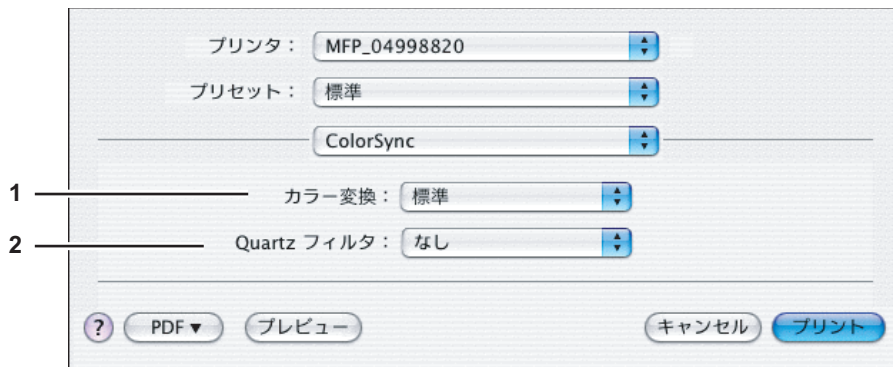 プリンタ： MFP_04998820
プリセット： 標準
ColorSync
1 カラー変換： 標準
2 Quartz フィルタ： なし
? PDF▼ プレビュー キャンセル プリント